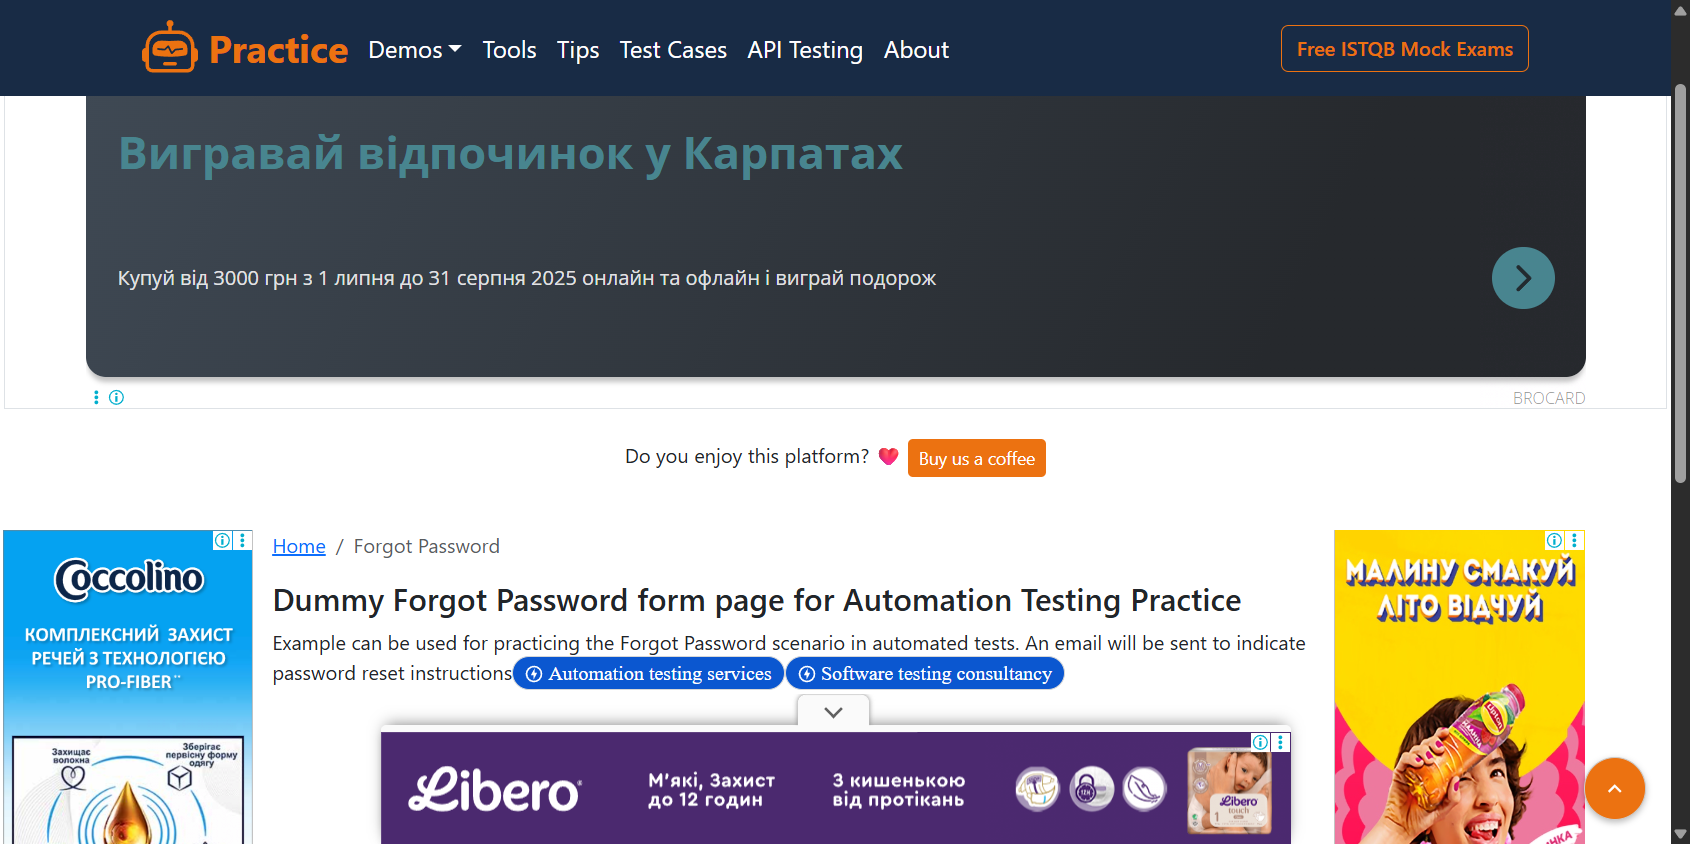 Practice Demos Tools Tips Test Cases API Testing About Free ISTQB Mock Exams
Вигравай відпочинок у Карпатах
Купуй від 3000 грн з 1 липня до 31 серпня 2025 онлайн та офлайн і виграй подорож
BROCARD
Do you enjoy this platform? Buy us a coffee
Coccolino
КОМПЛЕКСНИЙ ЗАХИСТ
РЕЧЕЙ З ТЕХНОЛОГІЄЮ
PRO-FIBER**
Захищає
волокна
Зберігає
первісну форму
одягу
Home / Forgot Password
Dummy Forgot Password form page for Automation Testing Practice
Example can be used for practicing the Forgot Password scenario in automated tests. An email will be sent to indicate
password reset instructions Automation testing services Software testing consultancy
Libero
М'які, Захист
до 12 годин
З кишенькою
від протікань
12H
Libero
touch
1
МАЛИНУ СМАКУЙ
ЛІТО ВІДЧУЙ
Lipton